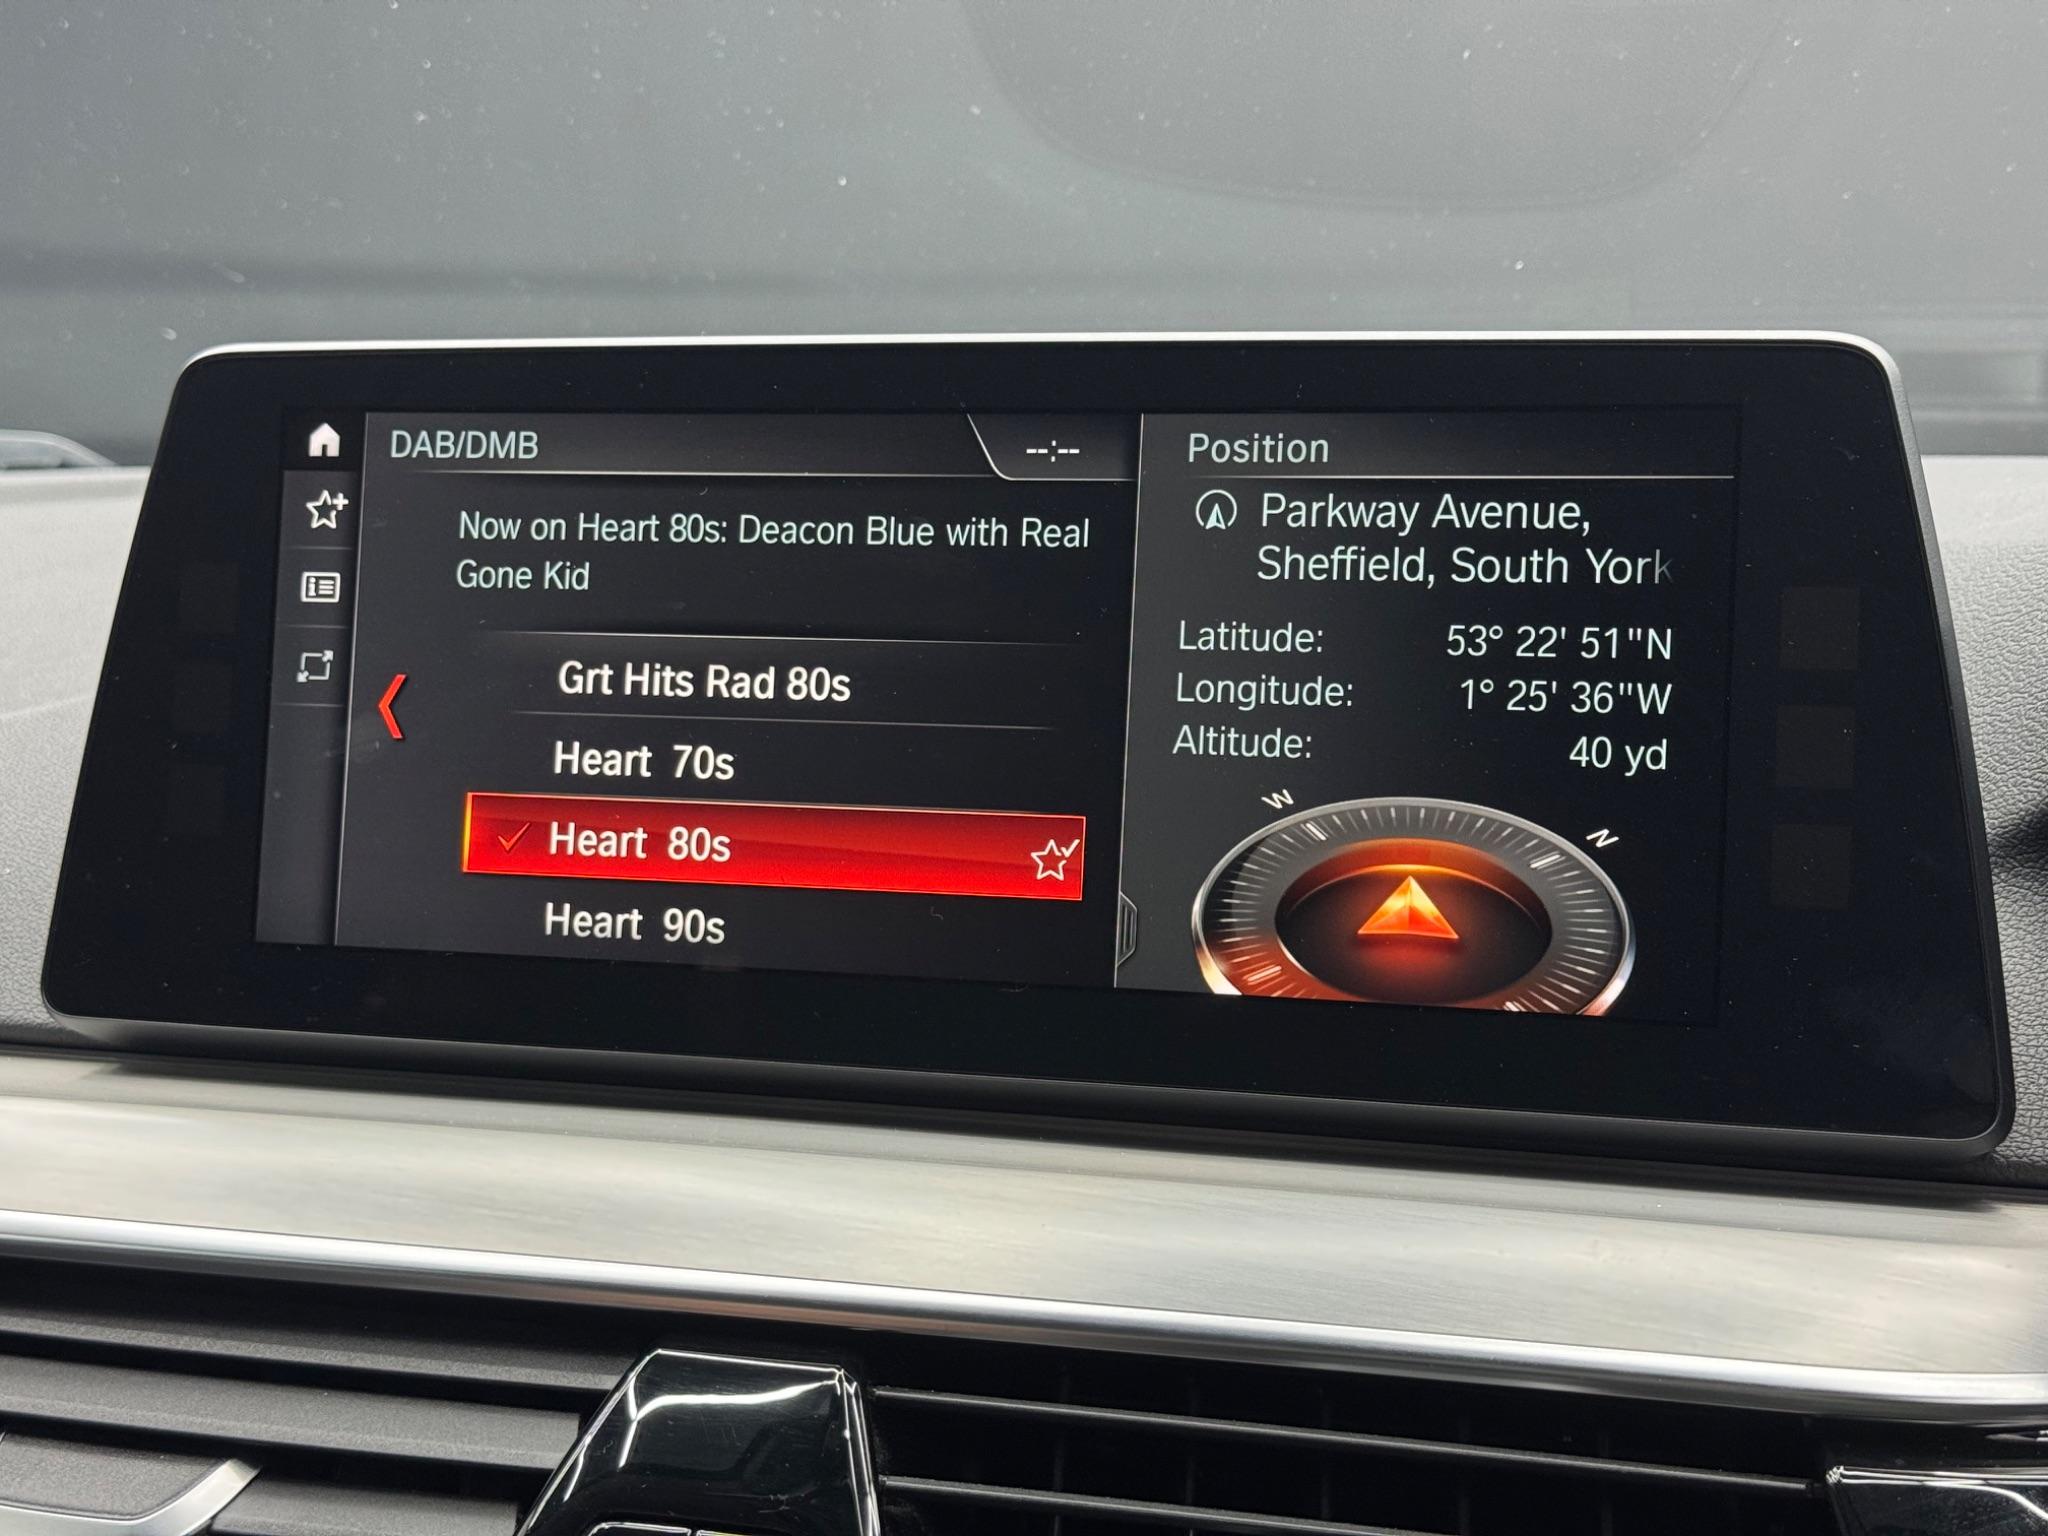 DAB/DMB
--:--
Now on Heart 80s: Deacon Blue with Real
Gone Kid
Grt Hits Rad 80s
Heart 70s
Heart 80s
Heart 90s
Position
Parkway Avenue,
Sheffield, South York
Latitude: 53° 22' 51"N
Longitude: 1° 25' 36"W
Altitude: 40 yd
W
N